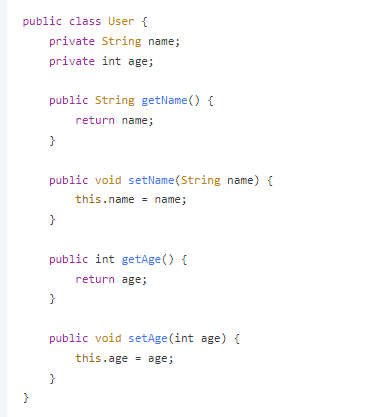 public class User {
    private String name;
    private int age;

    public String getName() {
        return name;
    }

    public void setName(String name) {
        this.name = name;
    }

    public int getAge() {
        return age;
    }

    public void setAge(int age) {
        this.age = age;
    }
}